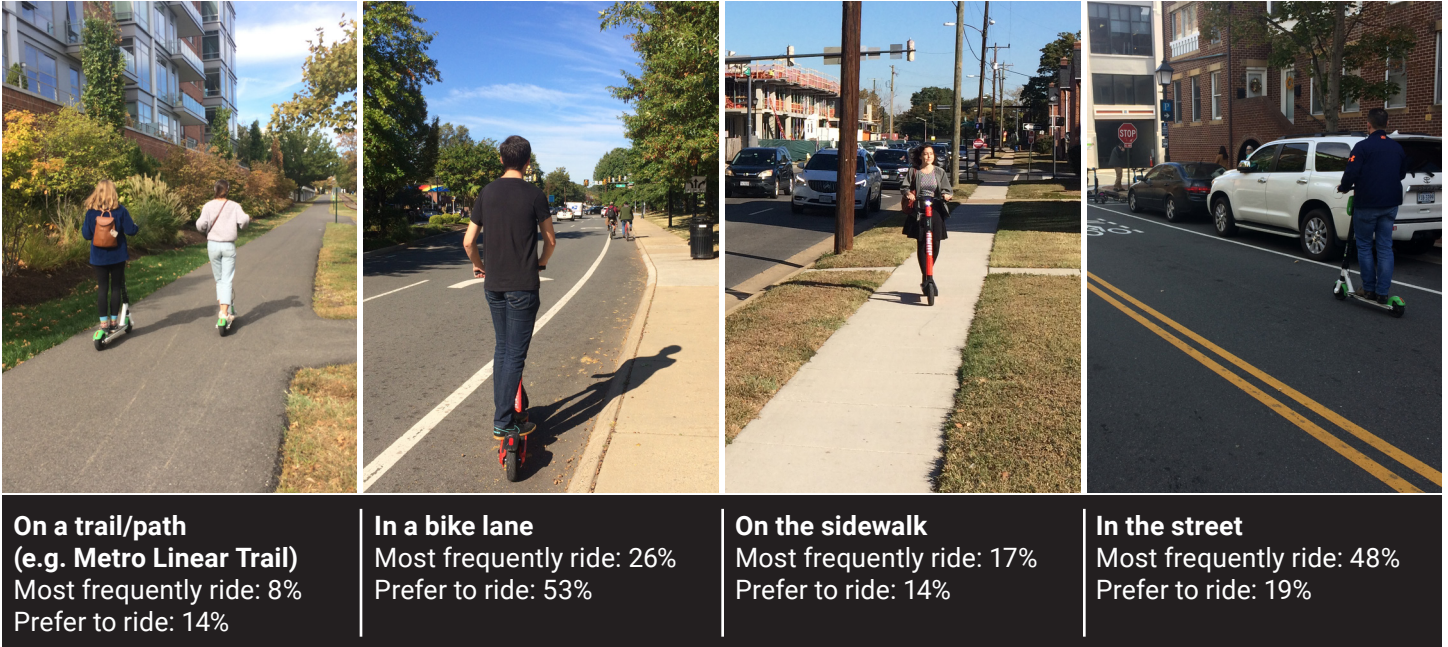 STOP
On a trail/path
(e.g. Metro Linear Trail)
Most frequently ride: 8%
Prefer to ride: 14%
In a bike lane
Most frequently ride: 26%
Prefer to ride: 53%
On the sidewalk
Most frequently ride: 17%
Prefer to ride: 14%
In the street
Most frequently ride: 48%
Prefer to ride: 19%